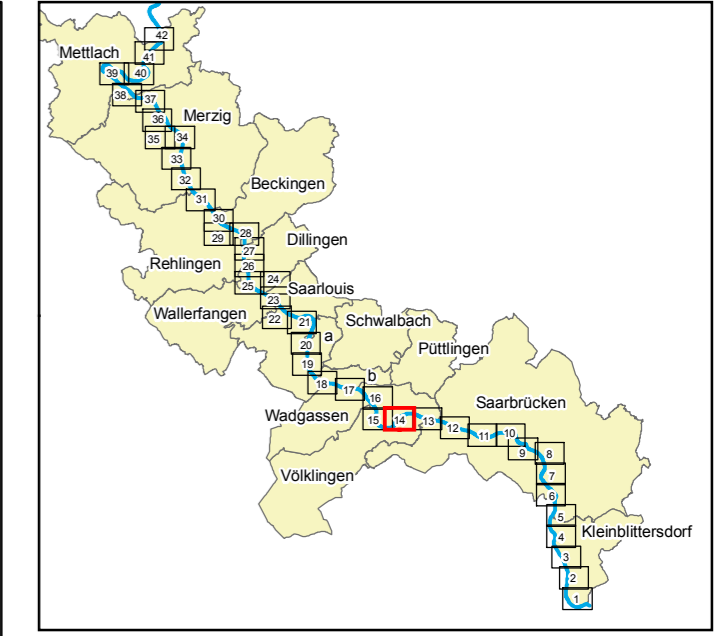 42
Mettlach
41
39
40
38
37
Merzig
36
35
34
33
32
Beckingen
31
30
29
28
Dillingen
27
Rehlingen
26
25
24
Saarlouis
23
Wallerfangen
22
21
Schwalbach
a
20
Püttlingen
19
b
18
17
16
Saarbrücken
Wadgassen
15
14
13
12
11
10
9
8
Völklingen
7
6
5
Kleinblittersdorf
4
3
2
1